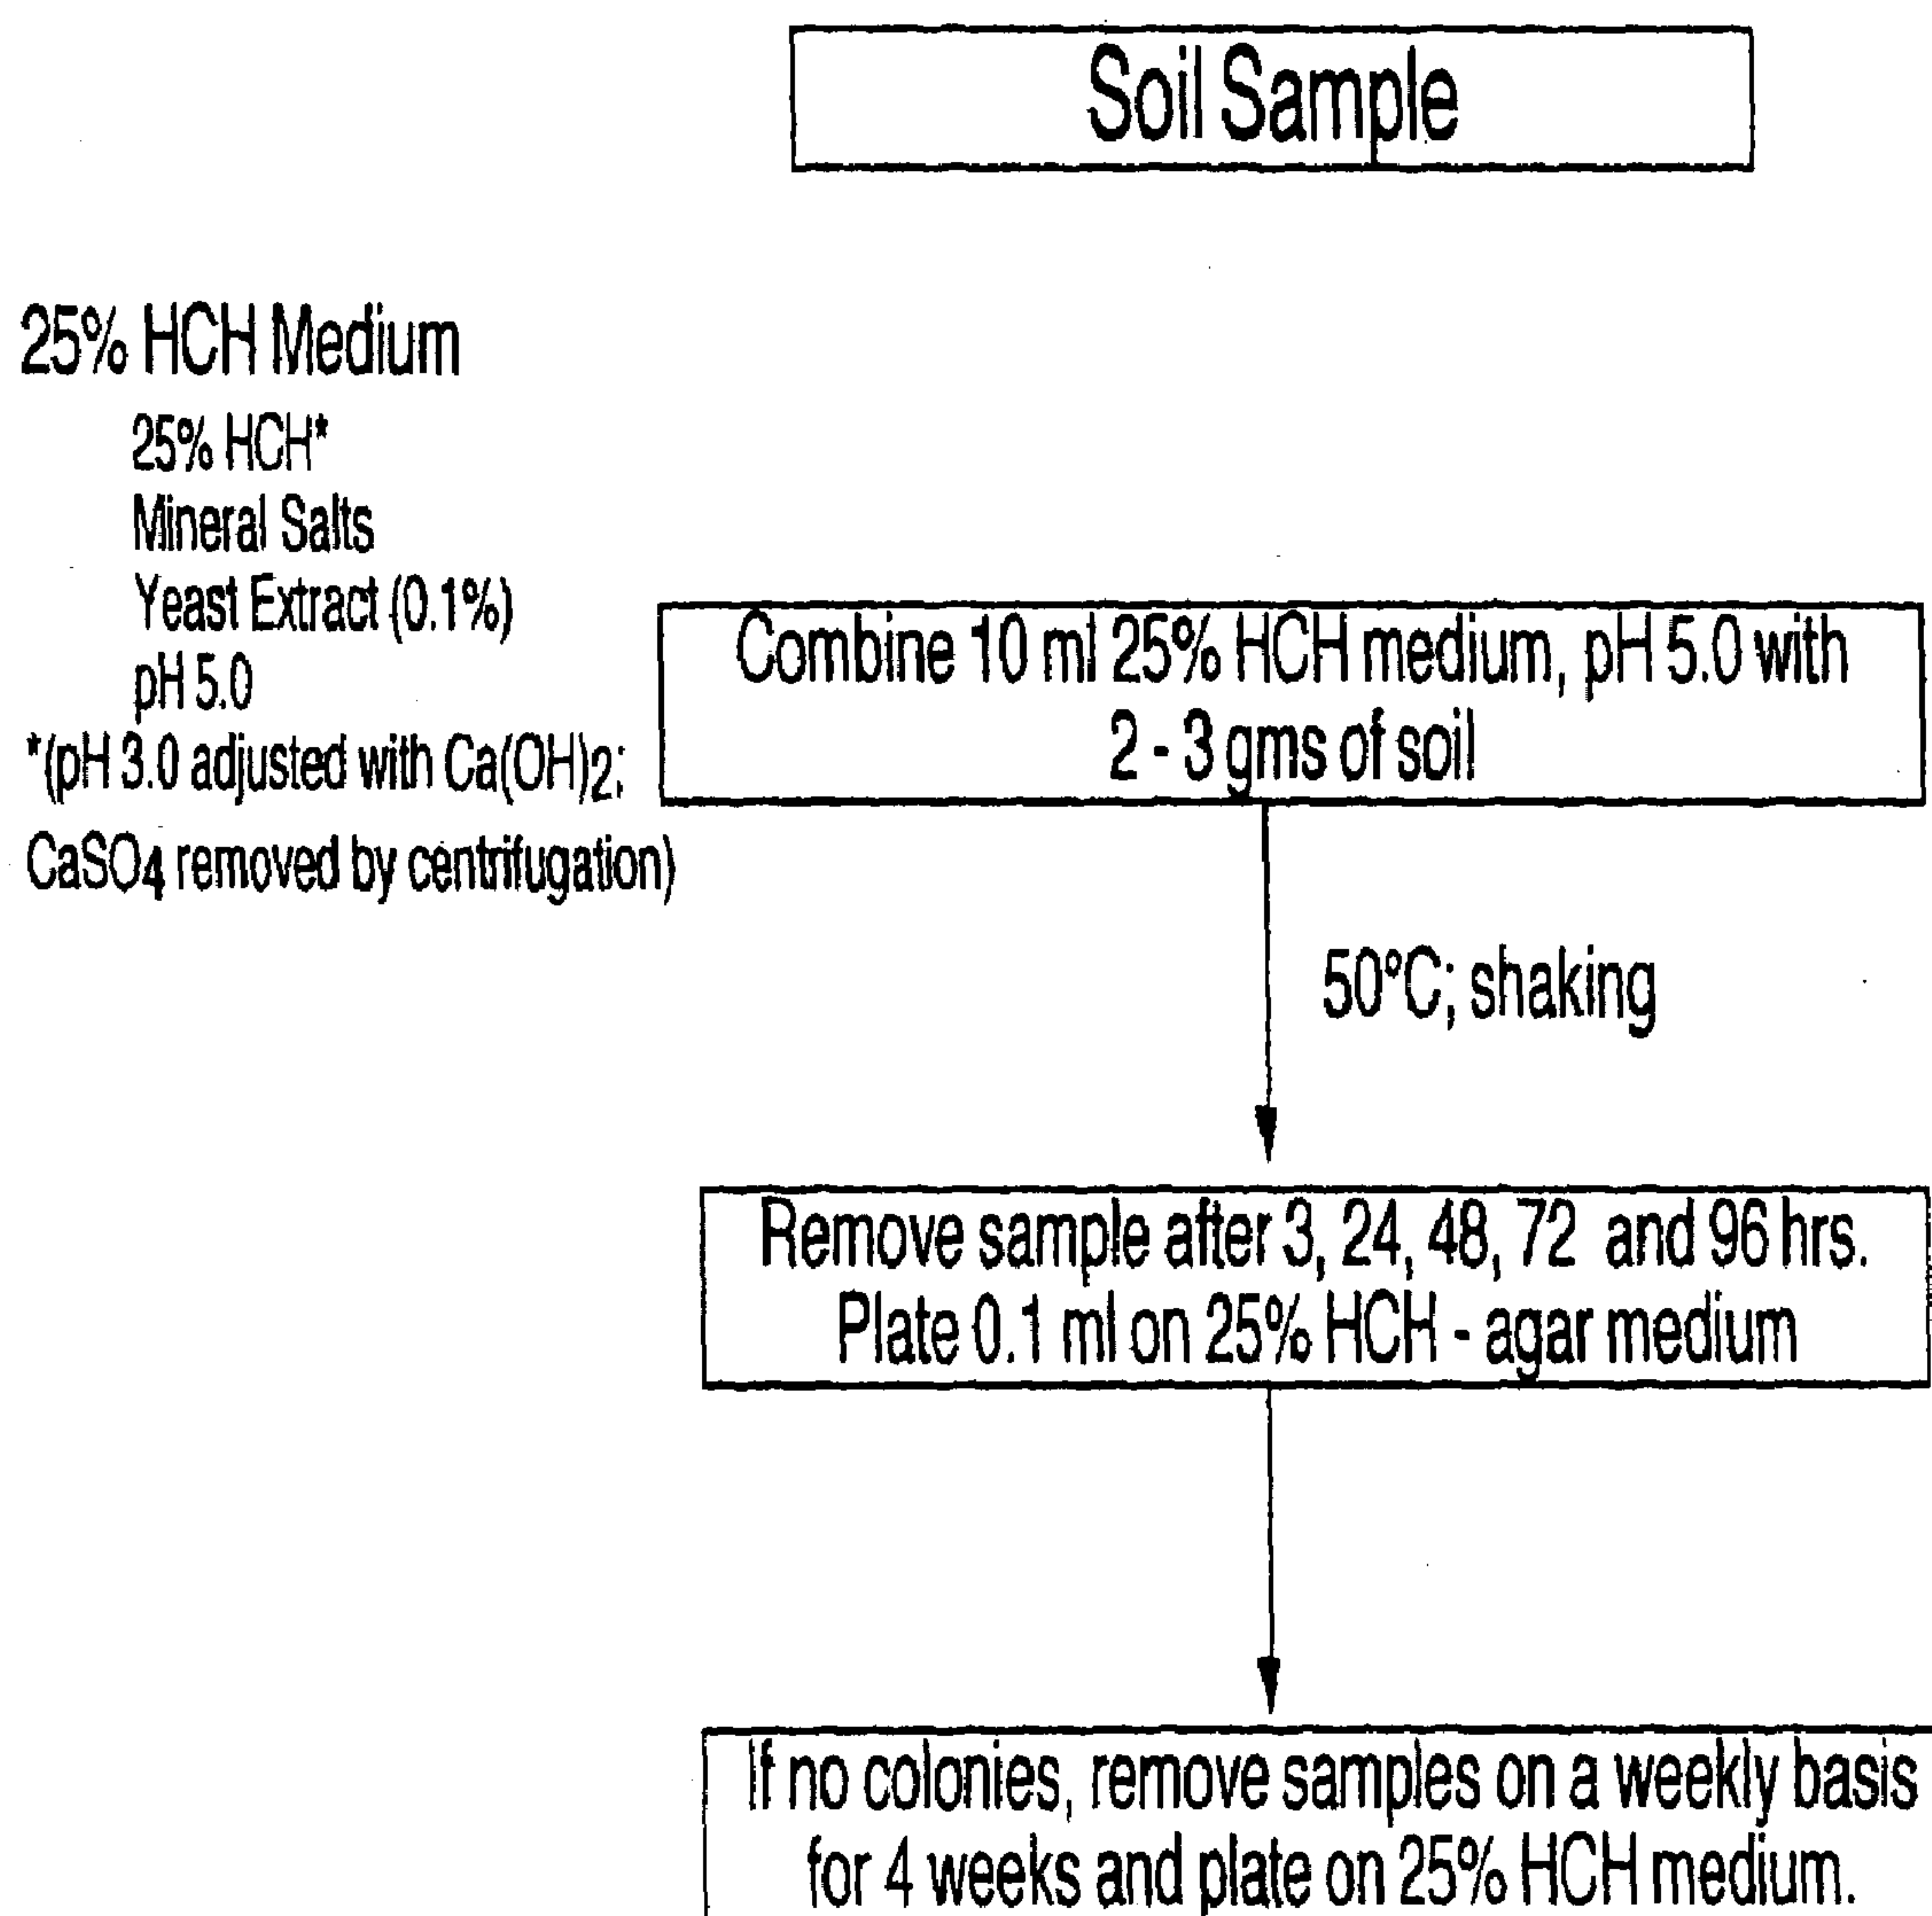 Soil Sample
25% HCH Medium
25% HCH*
Mineral Salts
Yeast Extract (0.1%)
pH 5.0
*(pH 3.0 adjusted with Ca(OH)2:
CaSO4 removed by centrifugation)
Combine 10 ml 25% HCH medium, pH 5.0 with
2 - 3 gms of soil
50°C; shaking
Remove sample after 3, 24, 48, 72 and 96 hrs.
Plate 0.1 ml on 25% HCH - agar medium
If no colonies, remove samples on a weekly basis
for 4 weeks and plate on 25% HCH medium.